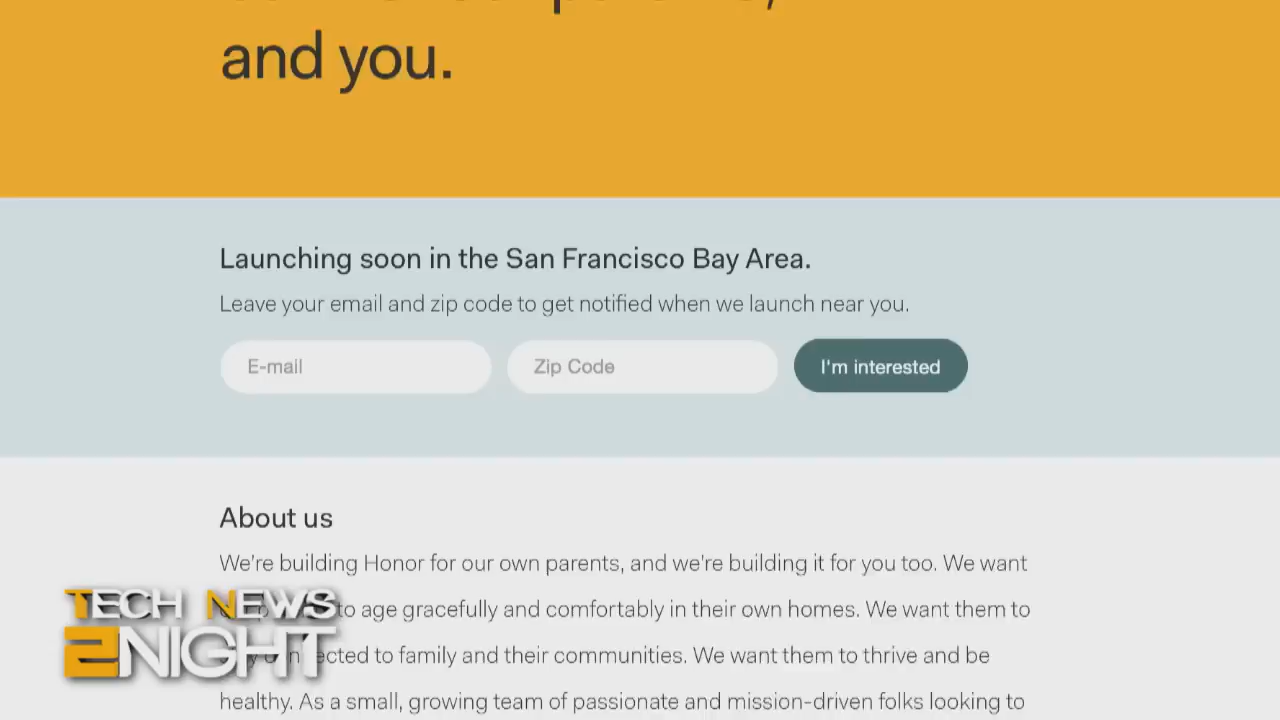 and you.
Launching soon in the San Francisco Bay Area.
Leave your email and zip code to get notified when we launch near you.
E-mail
Zip Code
I'm interested
About us
We're building Honor for our own parents, and we're building it for you too. We want
to age gracefully and comfortably in their own homes. We want them to
connected to family and their communities. We want them to thrive and be
healthy. As a small, growing team of passionate and mission-driven folks looking to
TECH NEWS
2NIGHT